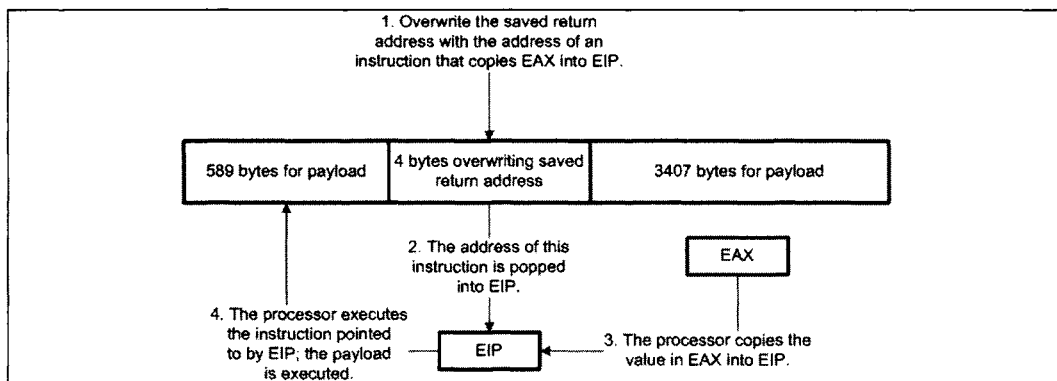 1. Overwrite the saved return
address with the address of an
instruction that copies EAX into EIP.
589 bytes for payload
4 bytes overwriting saved
return address
3407 bytes for payload
2. The address of this
instruction is popped
into EIP.
EAX
4. The processor executes
the instruction pointed
to by EIP; the payload
is executed.
EIP
3. The processor copies the
value in EAX into EIP.